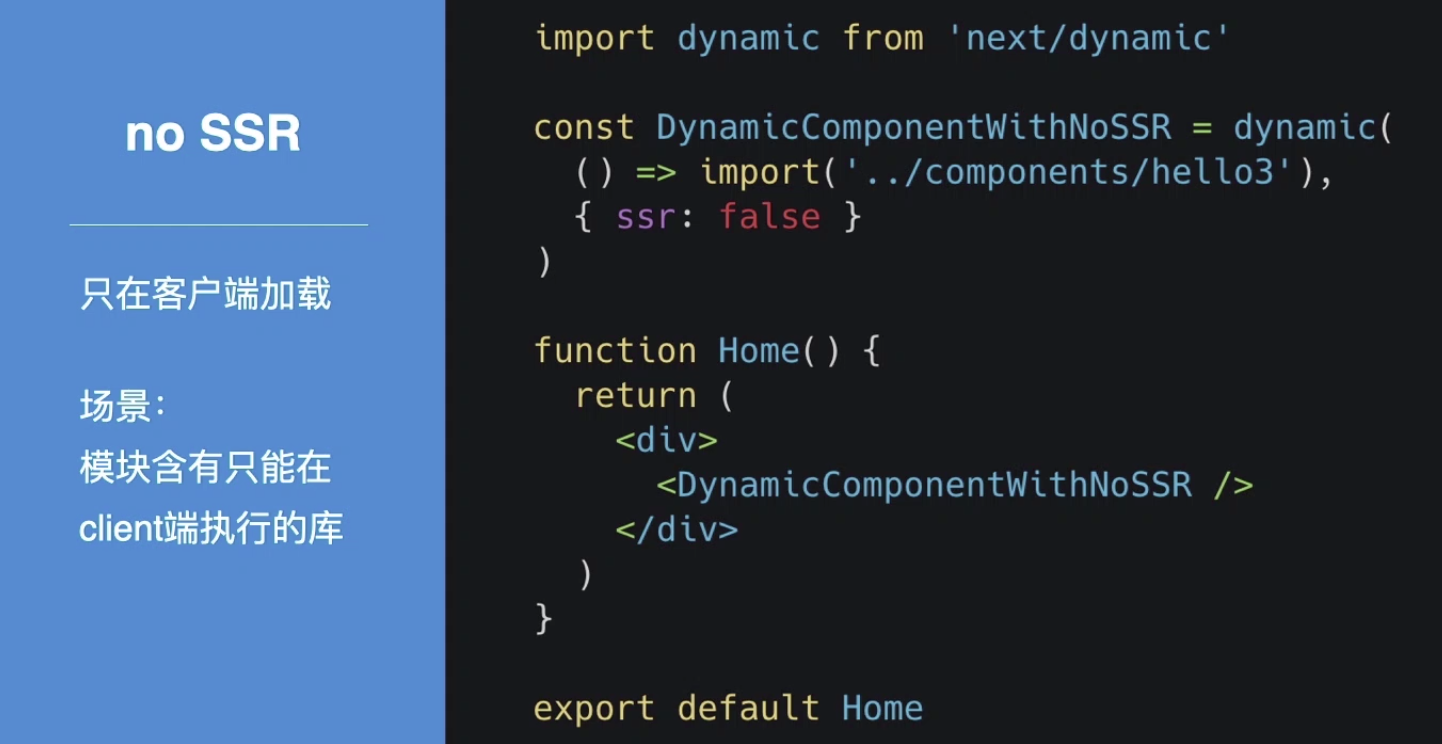 no SSR
只在客户端加载
场景：
模块含有只能在
client端执行的库
import dynamic from 'next/dynamic'
const DynamicComponentWithNoSSR = dynamic(
  () => import('../components/hello3'),
  { ssr: false }
)
function Home() {
  return (
    <div>
      <DynamicComponentWithNoSSR />
    </div>
  )
}
export default Home